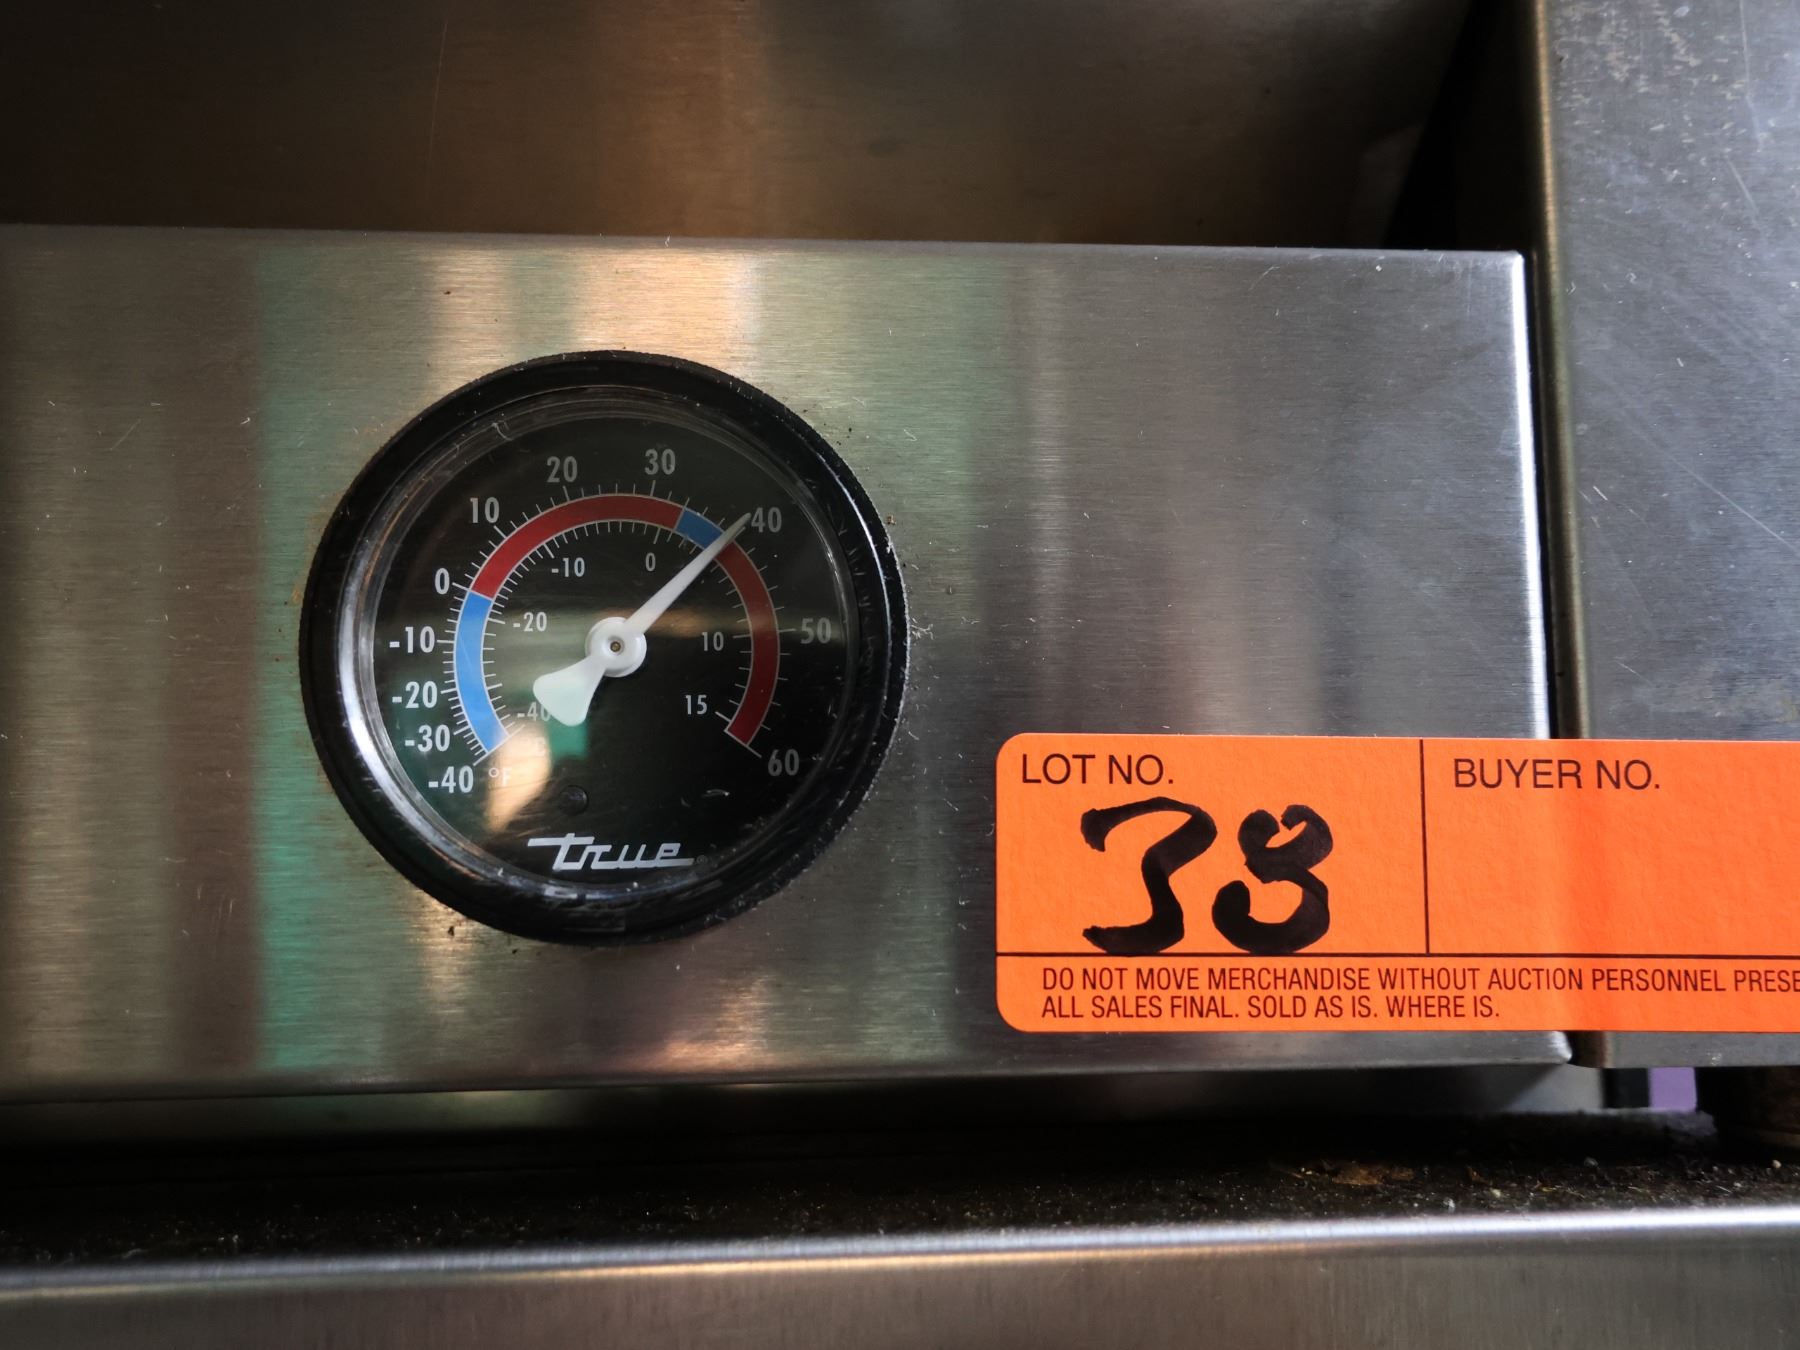 20 30
10 40
0 -10 0
-20
-10 10 50
-20 -40 15
-30
-40 °F 60
true
LOT NO. BUYER NO.
38
DO NOT MOVE MERCHANDISE WITHOUT AUCTION PERSONNEL PRESE
ALL SALES FINAL. SOLD AS IS. WHERE IS.